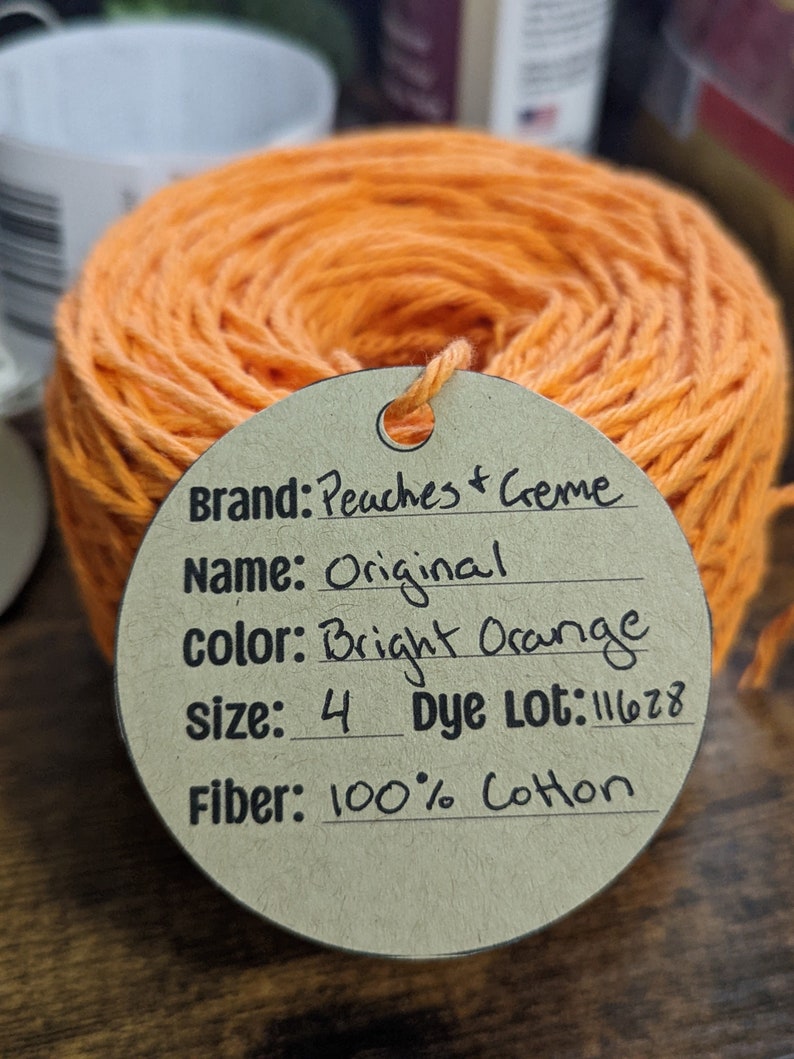 Brand: Peaches + Creme
Name: Original
Color: Bright Orange
Size: 4 Dye Lot: 11628
Fiber: 100% Cotton